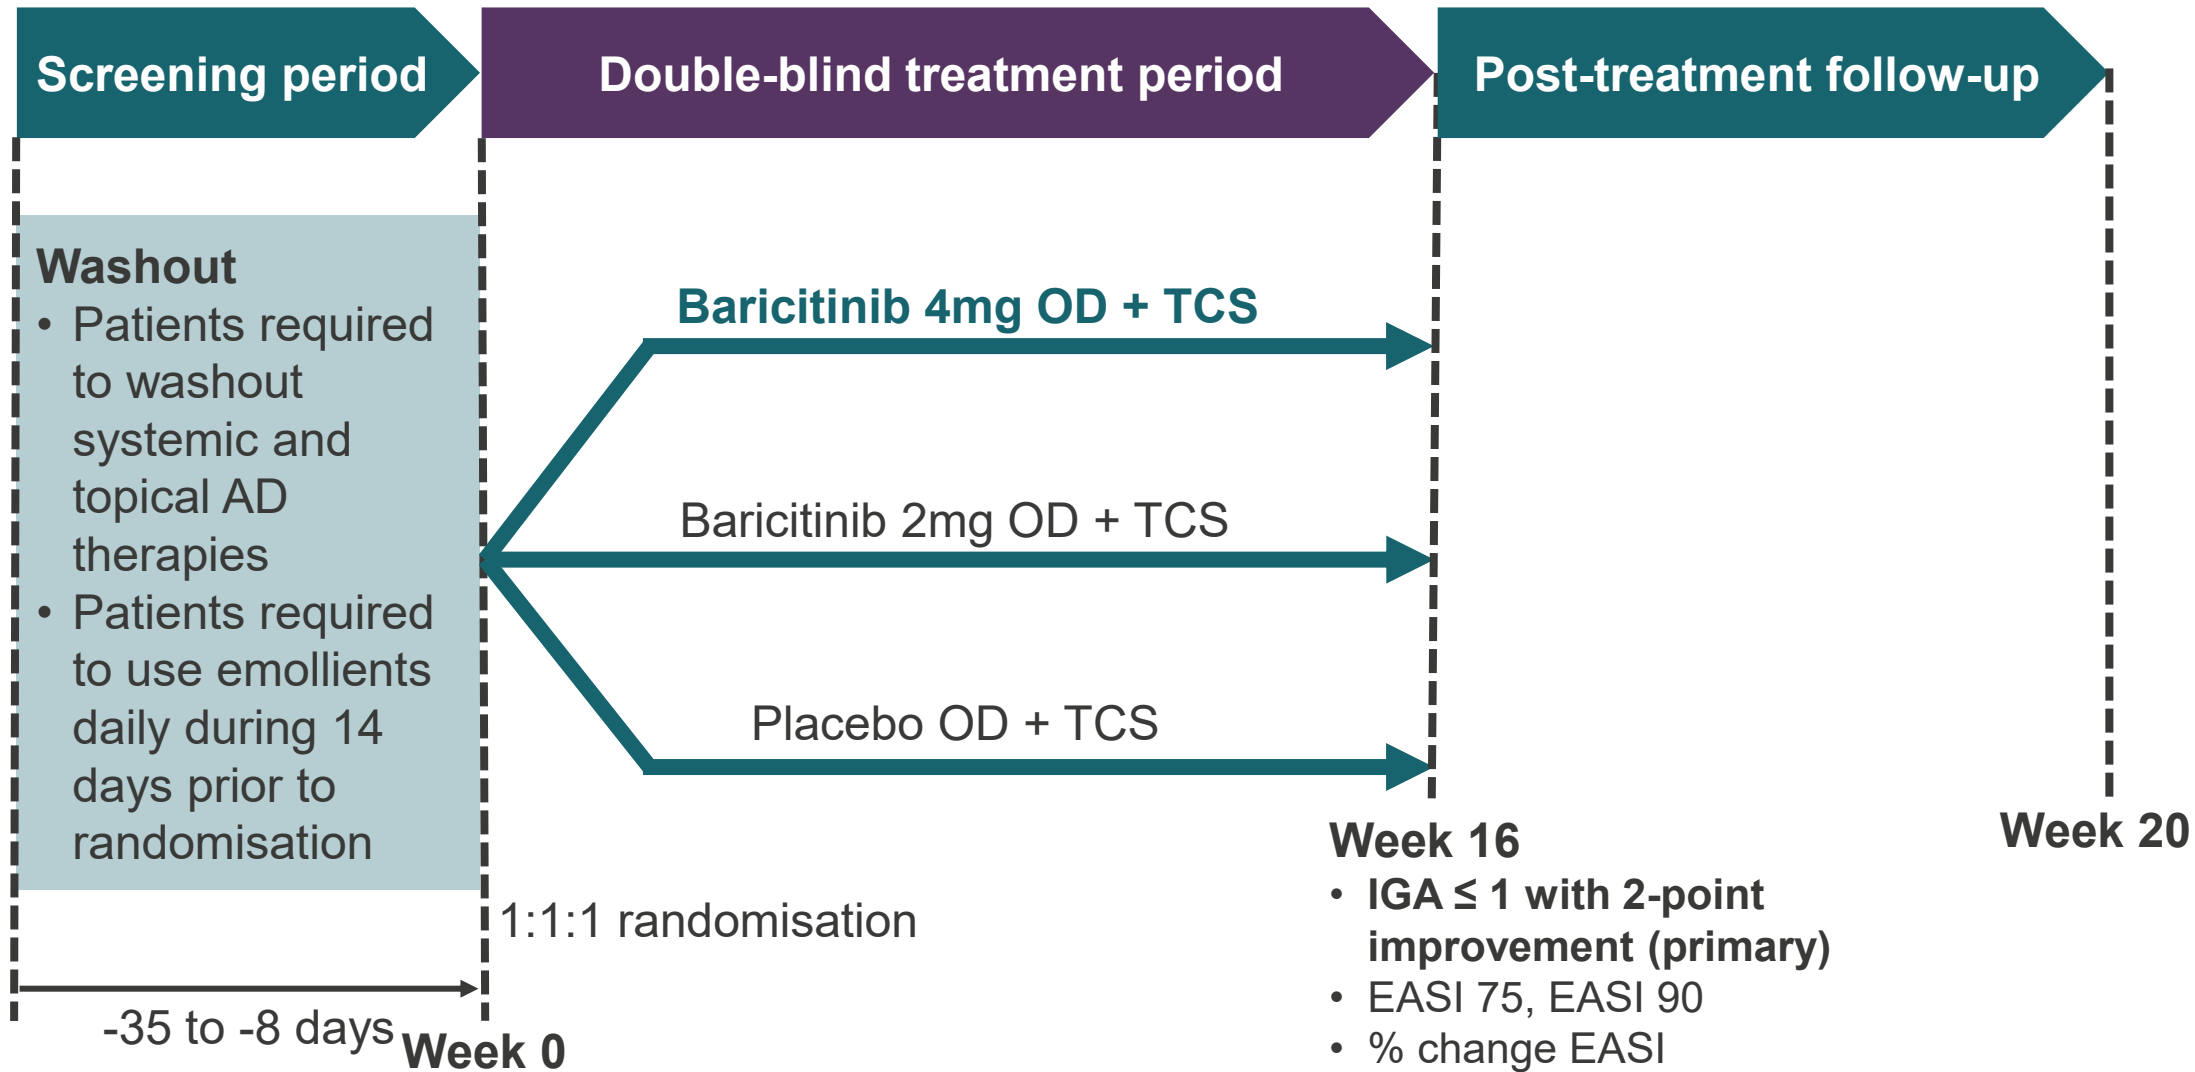 Screening period
Double-blind treatment period
Post-treatment follow-up
Washout
• Patients required
to washout
systemic and
topical AD
therapies
• Patients required
to use emollients
daily during 14
days prior to
randomisation
Baricitinib 4mg OD + TCS
Baricitinib 2mg OD + TCS
Placebo OD + TCS
1:1:1 randomisation
-35 to -8 days
Week 0
Week 16
• IGA ≤ 1 with 2-point
improvement (primary)
• EASI 75, EASI 90
• % change EASI
Week 20